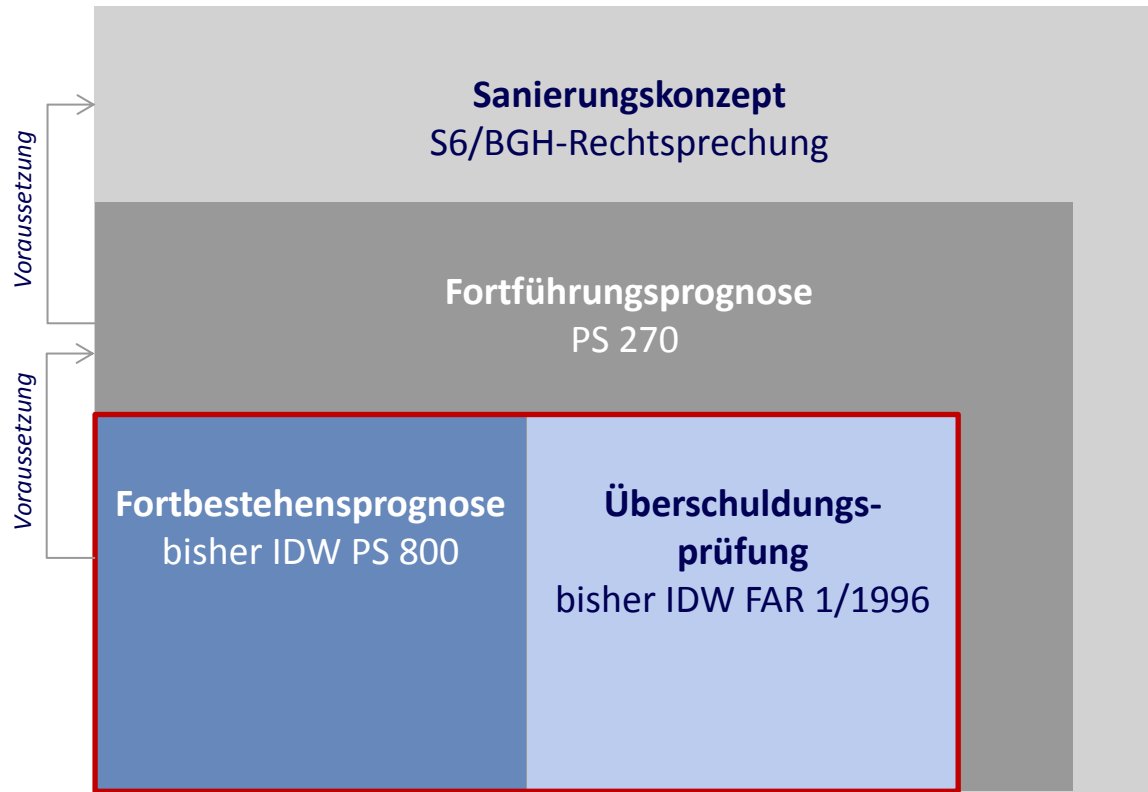 Sanierungskonzept
S6/BGH-Rechtsprechung
Voraussetzung
Fortführungsprognose
PS 270
Voraussetzung
Fortbestehensprognose
bisher IDW PS 800
Überschuldungs-
prüfung
bisher IDW FAR 1/1996